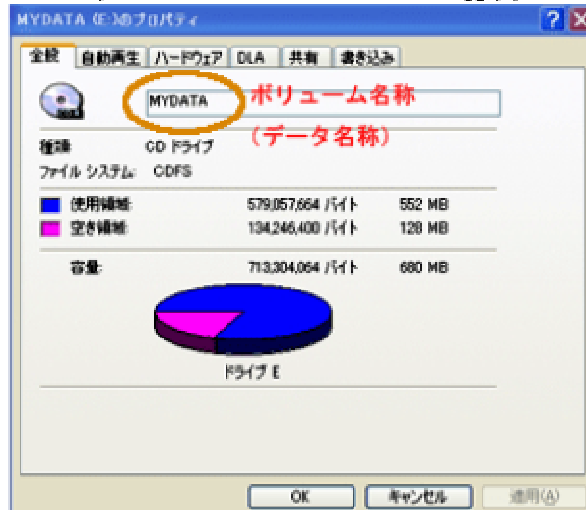 MYDATA (E:)のプロパティ
全般 自動再生 ハードウェア DLA 共有 書き込み
MYDATA ボリューム名称
(データ名称)
種類: CD ドライブ
ファイル システム: CDFS
使用領域: 579,057,664 バイト 552 MB
空き領域: 134,246,400 バイト 128 MB
容量: 713,304,064 バイト 680 MB
ドライブ E
OK キャンセル 適用(A)